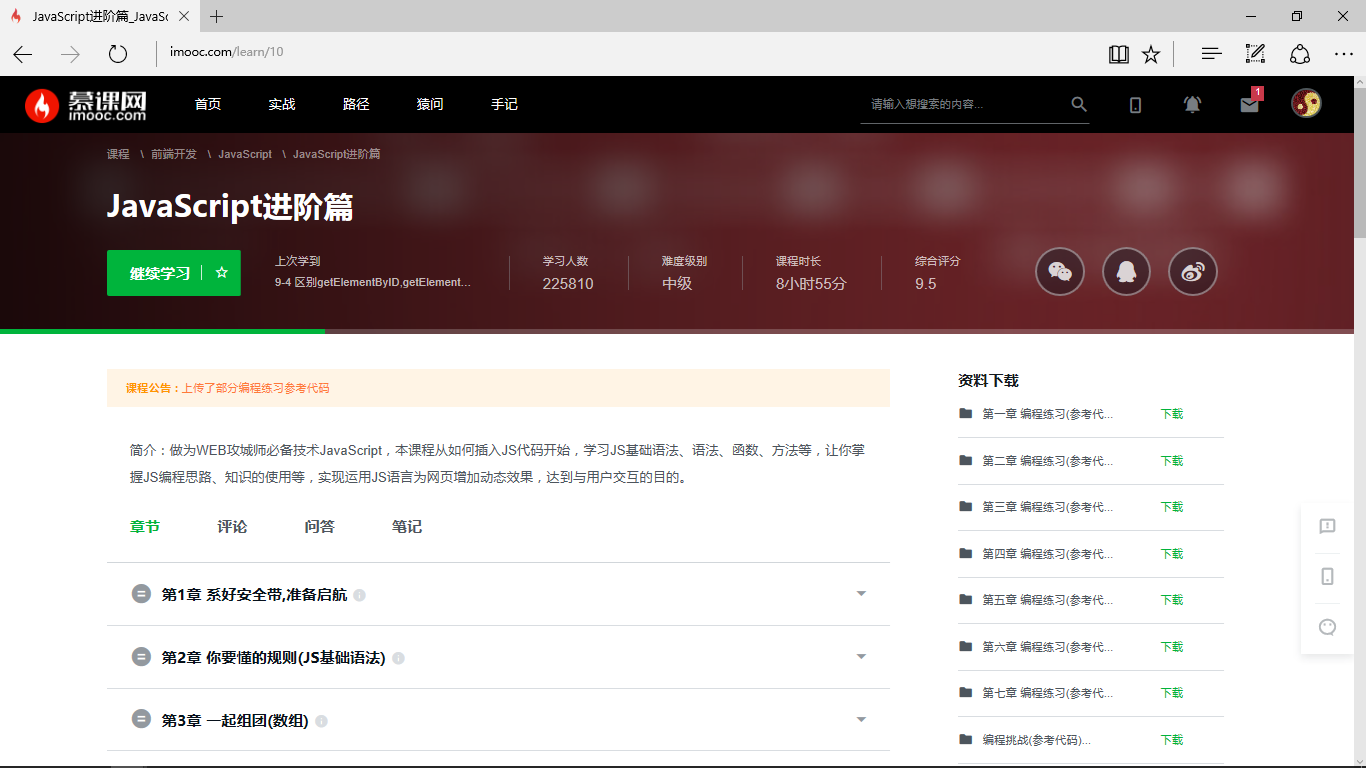 JavaScript进阶篇_JavaSc
imooc.com/learn/10
慕课网
imooc.com
首页 实战 路径 猿问 手记
请输入想搜索的内容...
1
课程 \ 前端开发 \ JavaScript \ JavaScript进阶篇
JavaScript进阶篇
继续学习
上次学到
9-4 区别getElementByID,getElement...
学习人数
225810
难度级别
中级
课程时长
8小时55分
综合评分
9.5
课程公告：上传了部分编程练习参考代码
简介：做为WEB攻城师必备技术JavaScript，本课程从如何插入JS代码开始，学习JS基础语法、语法、函数、方法等，让你掌
握JS编程思路、知识的使用等，实现运用JS语言为网页增加动态效果，达到与用户交互的目的。
章节 评论 问答 笔记
第1章 系好安全带,准备启航
第2章 你要懂的规则(JS基础语法)
第3章 一起组团(数组)
资料下载
第一章 编程练习(参考代... 下载
第二章 编程练习(参考代... 下载
第三章 编程练习(参考代... 下载
第四章 编程练习(参考代... 下载
第五章 编程练习(参考代... 下载
第六章 编程练习(参考代... 下载
第七章 编程练习(参考代... 下载
编程挑战(参考代码)... 下载